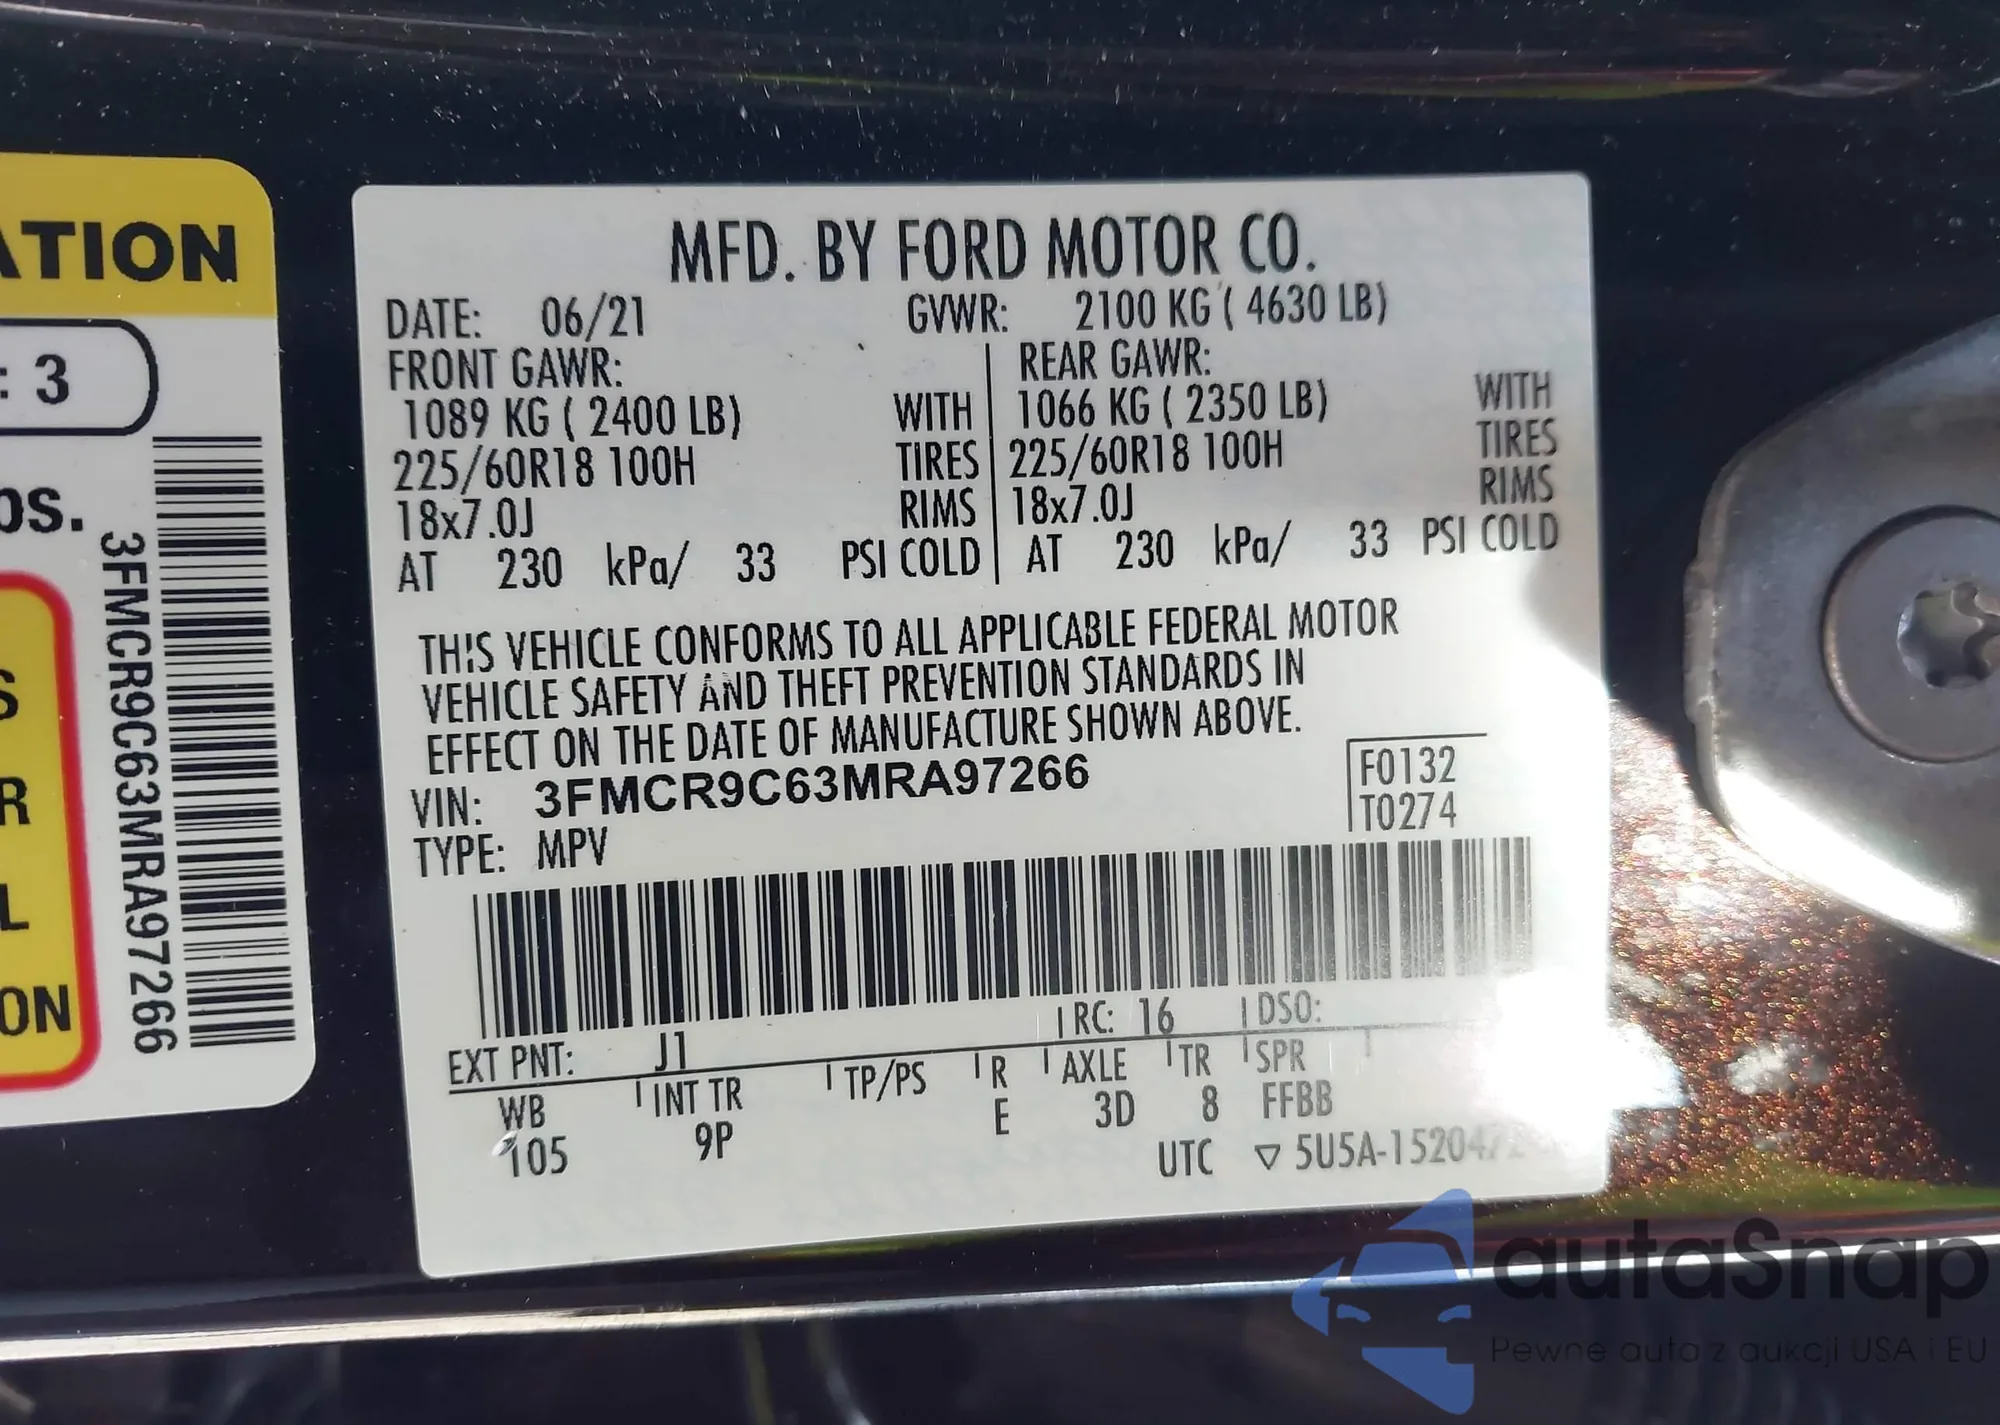 ATION
: 3
bs.
3FMCR9C63MRA97266
S
R
L
ON
MFD. BY FORD MOTOR CO.
DATE: 06/21 GVWR: 2100 KG ( 4630 LB)
FRONT GAWR: REAR GAWR:
1089 KG ( 2400 LB) WITH 1066 KG ( 2350 LB) WITH
225/60R18 100H TIRES 225/60R18 100H TIRES
18x7.0J RIMS 18x7.0J RIMS
AT 230 kPa/ 33 PSI COLD AT 230 kPa/ 33 PSI COLD
THIS VEHICLE CONFORMS TO ALL APPLICABLE FEDERAL MOTOR
VEHICLE SAFETY AND THEFT PREVENTION STANDARDS IN
EFFECT ON THE DATE OF MANUFACTURE SHOWN ABOVE.
VIN: 3FMCR9C63MRA97266 F0132
TYPE: MPV T0274
EXT PNT: J1 RC: 16 DSO:
WB INT TR TP/PS R AXLE TR SPR
105 9P E 3D 8 FFBB
UTC ▽ 5U5A-1520472
autaSnap
Pewne auta z aukcji USA i EU